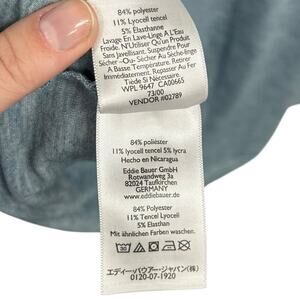 84% polyester
11% Lyocell tencel
5% Elasthanne
Lavage En Lave-Linge A L'Eau
Froid. N'Utiliser Qu'un Produit
Sans Javellisant. Suspendre Pour
Sécher -Ou- Sécher Au Sèche-linge
A Basse Température. Retirer
Immédiatement. Repasser Au Fer
Tiède Si Nécessaire.
WPL 9647 CA00665
73/00
VENDOR #02789
84% poliéster
11% lyocell tencel 5% lycra
Hecho en Nicaragua
Eddie Bauer GmbH
Rotwandweg 3a
82024 Taufkirchen
GERMANY
www.eddiebauer.com
84% Polyester
11% Tencel Lyocell
5% Elasthan
Mit ähnlichen Farben waschen.
エディー・バウアー・ジャパン(株)
0120-07-1920